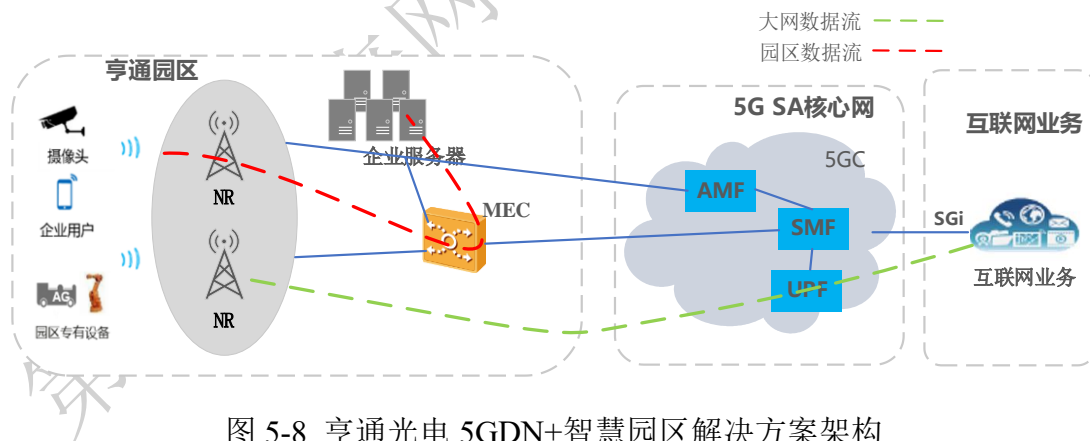 大网数据流
园区数据流
亨通园区
5G SA核心网
互联网业务
摄像头
企业用户
AG
园区专有设备
NR
NR
企业服务器
MEC
5GC
AMF
SMF
UPF
SGi
互联网业务
图 5-8 亨通光电 5GDN+智慧园区解决方案架构